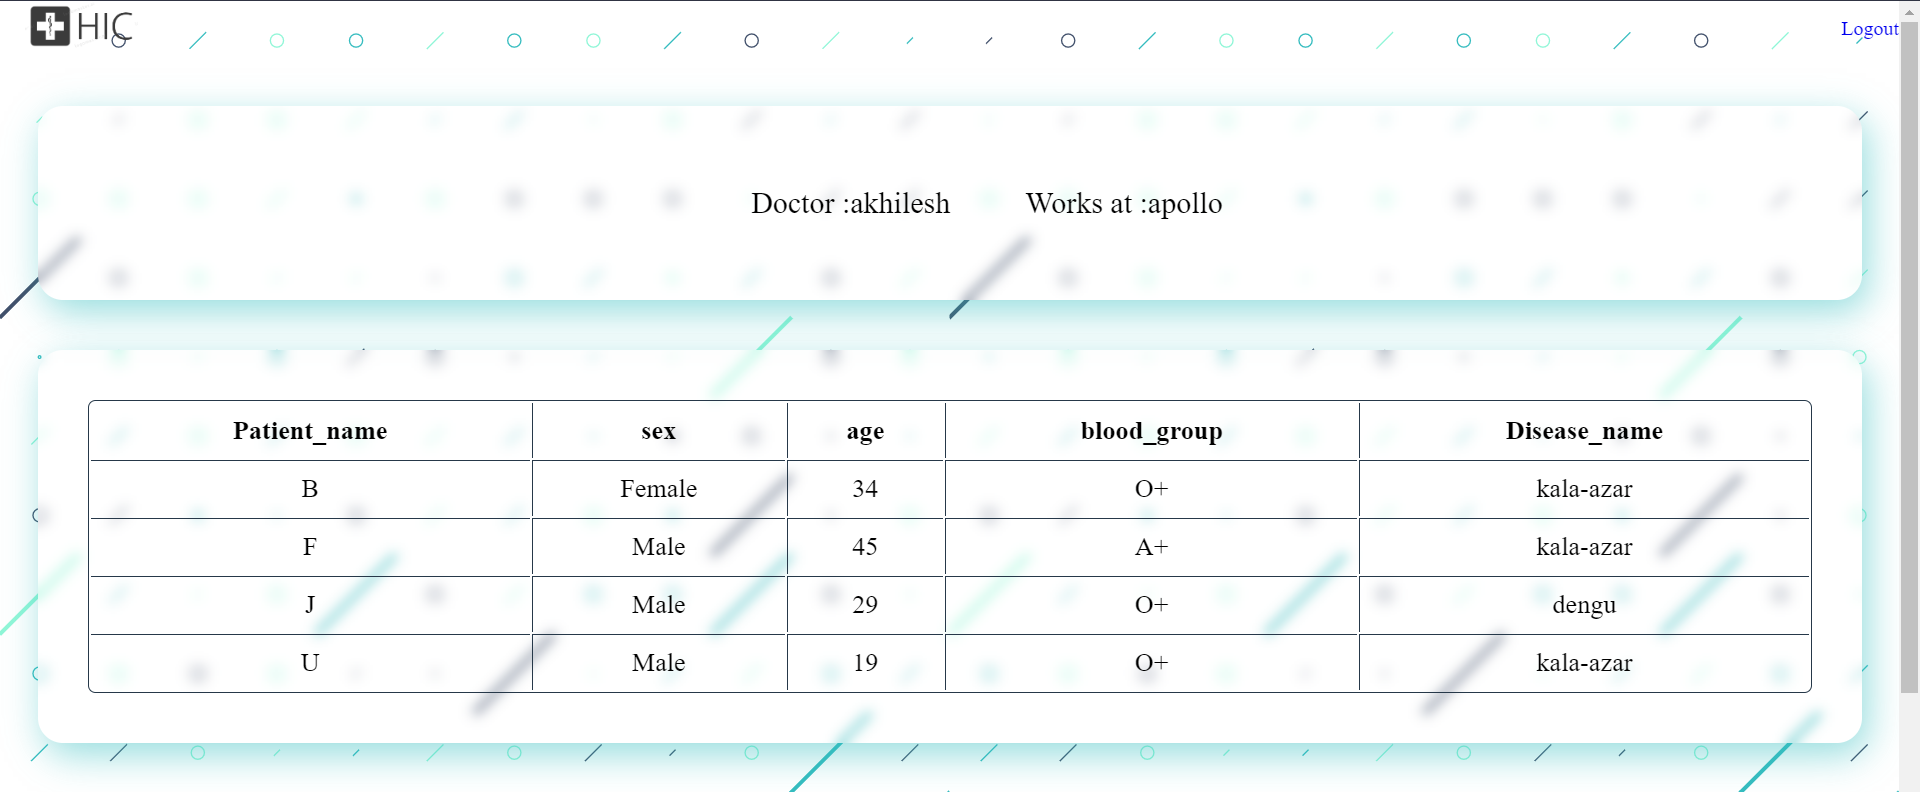 HIC
Logout
Doctor :akhilesh Works at :apollo
Patient_name sex age blood_group Disease_name
B Female 34 O+ kala-azar
F Male 45 A+ kala-azar
J Male 29 O+ dengu
U Male 19 O+ kala-azar